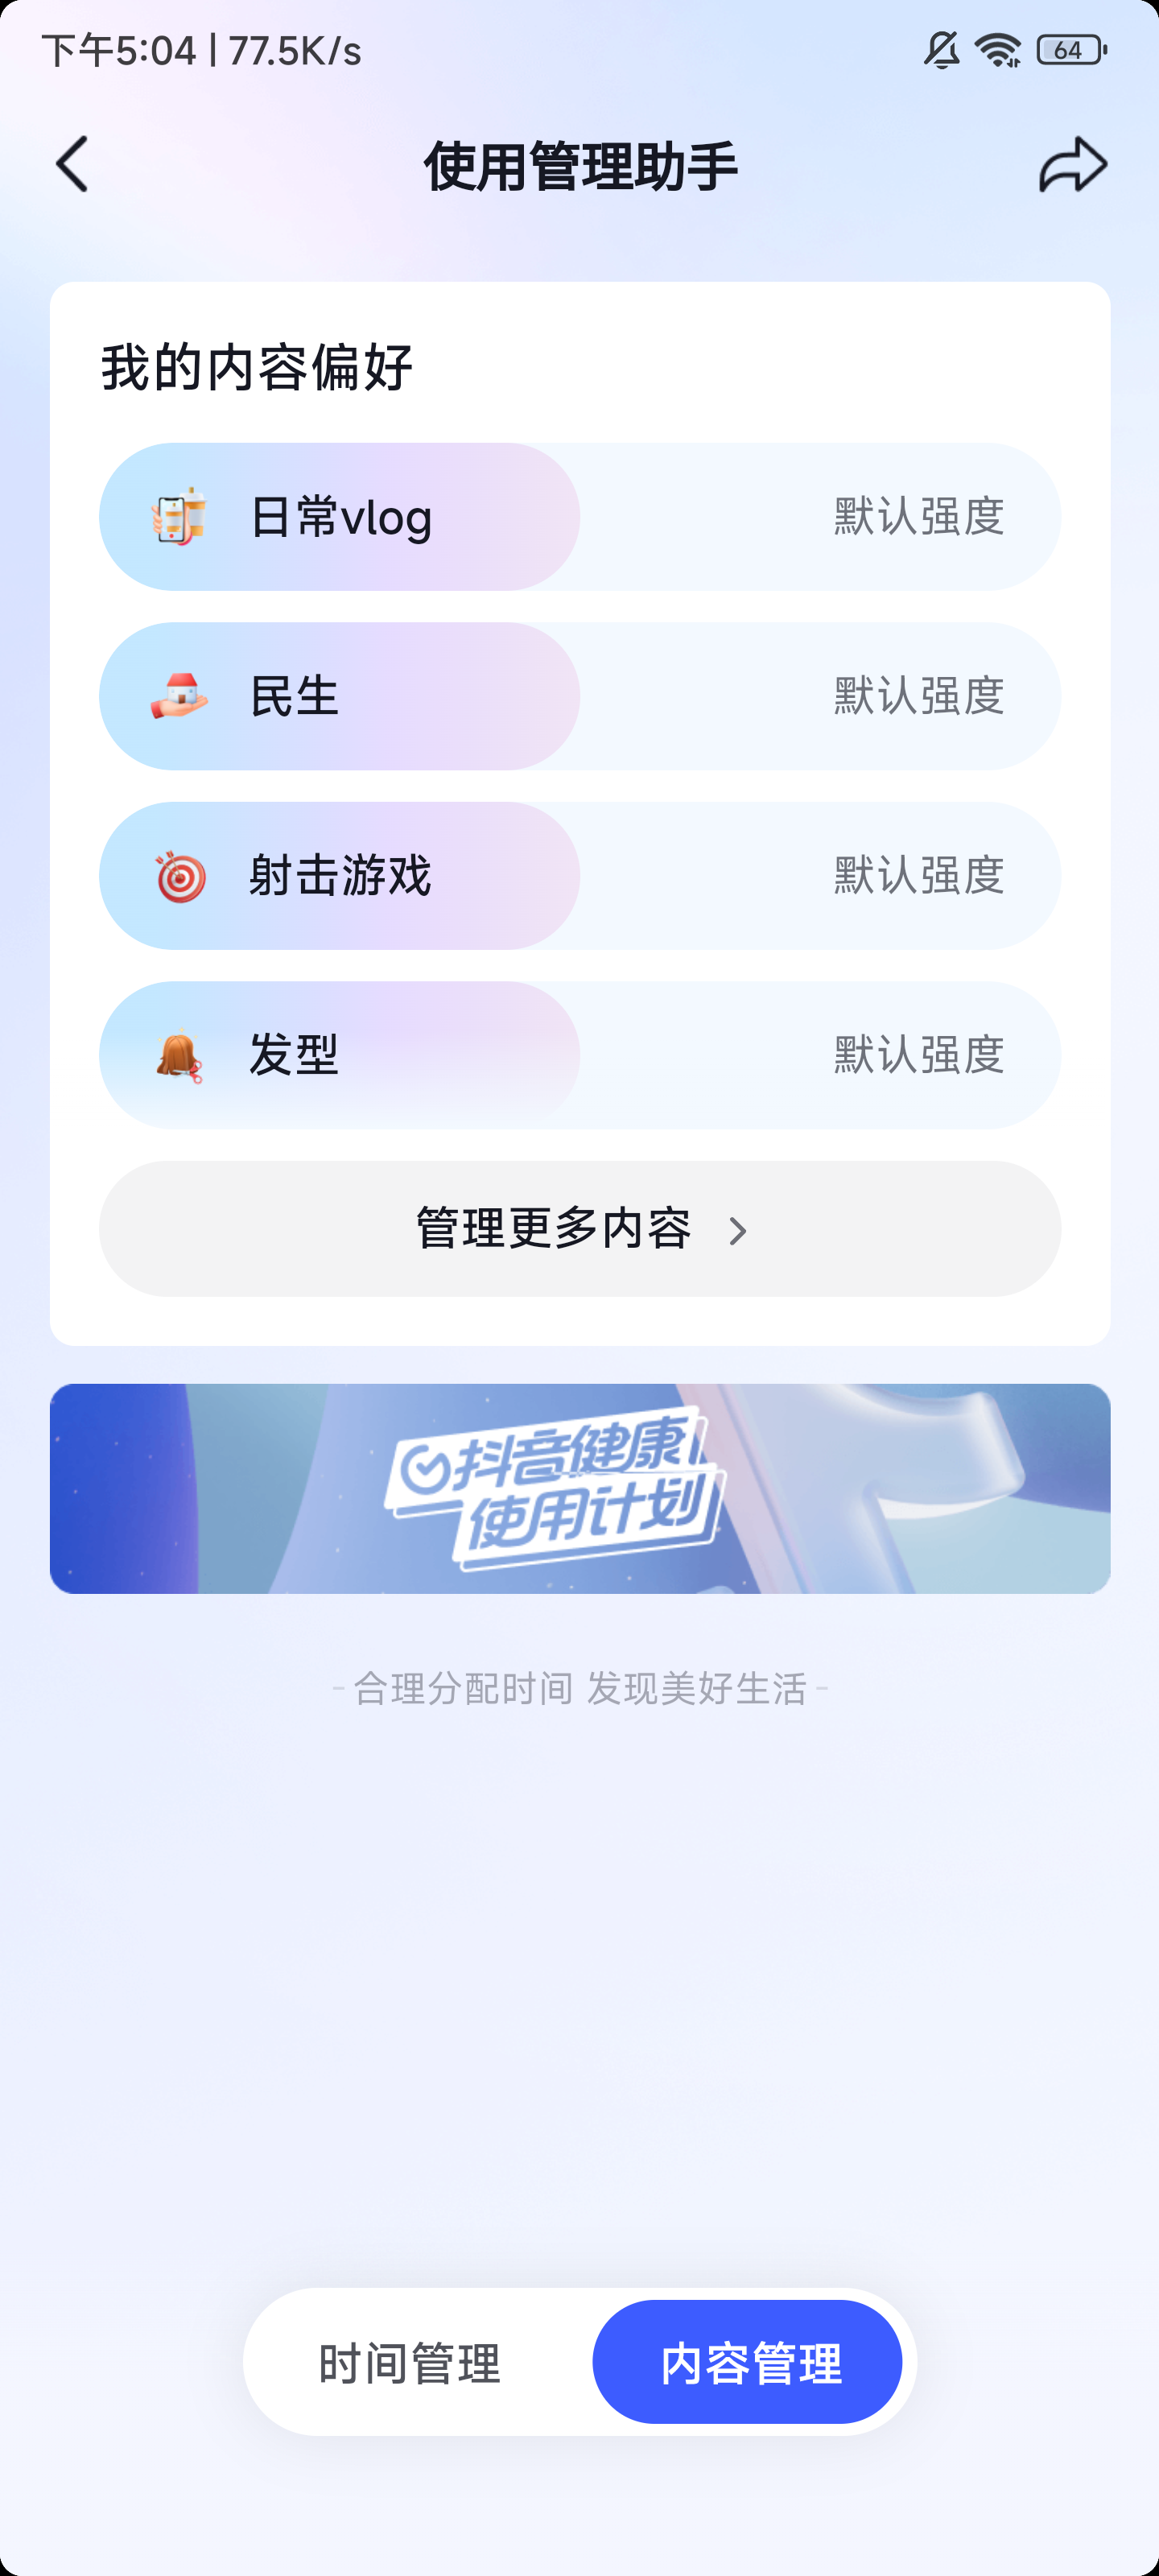 下午5:04 | 77.5K/s
64
使用管理助手
我的内容偏好
日常vlog
默认强度
民生
默认强度
射击游戏
默认强度
发型
默认强度
管理更多内容
抖音健康
使用计划
- 合理分配时间 发现美好生活 -
时间管理
内容管理